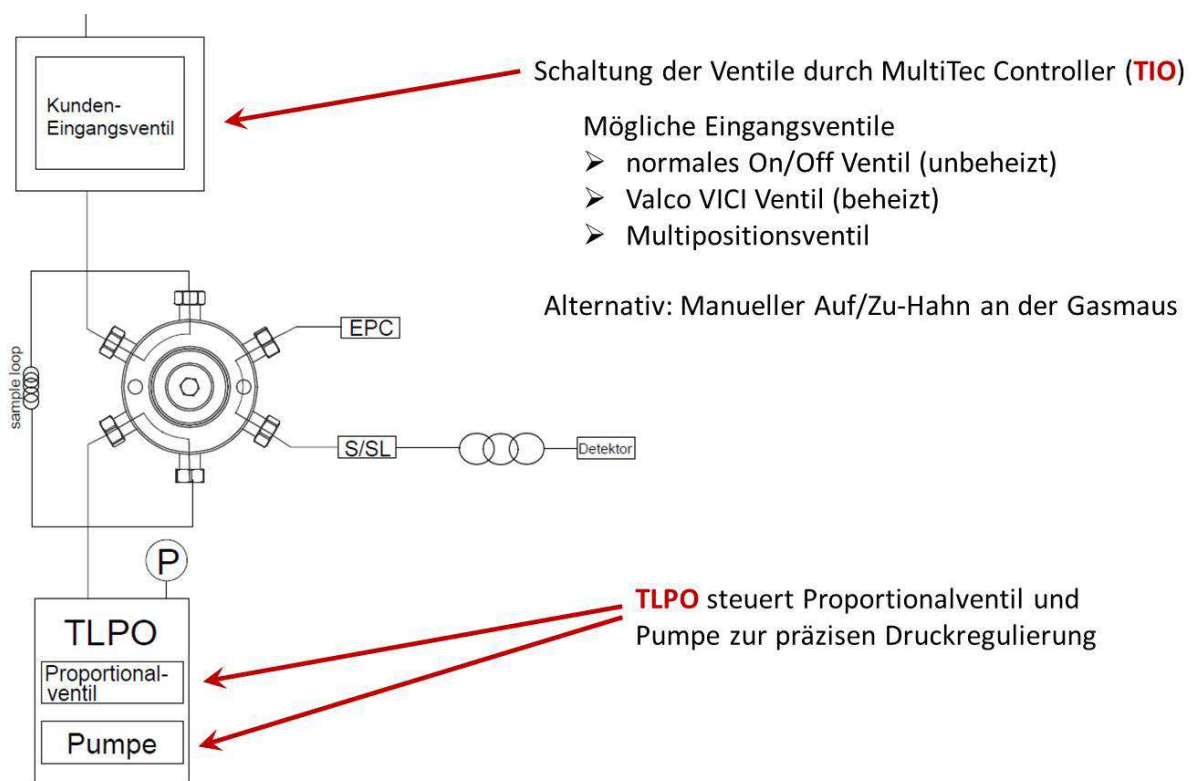 Kunden-
Eingangsventil
Schaltung der Ventile durch MultiTec Controller (TIO)
Mögliche Eingangsventile
➢ normales On/Off Ventil (unbeheizt)
➢ Valco VICI Ventil (beheizt)
➢ Multipositionsventil
Alternativ: Manueller Auf/Zu-Hahn an der Gasmaus
sample loop
EPC
S/SL
Detektor
P
TLPO
Proportional-
ventil
Pumpe
TLPO steuert Proportionalventil und
Pumpe zur präzisen Druckregulierung